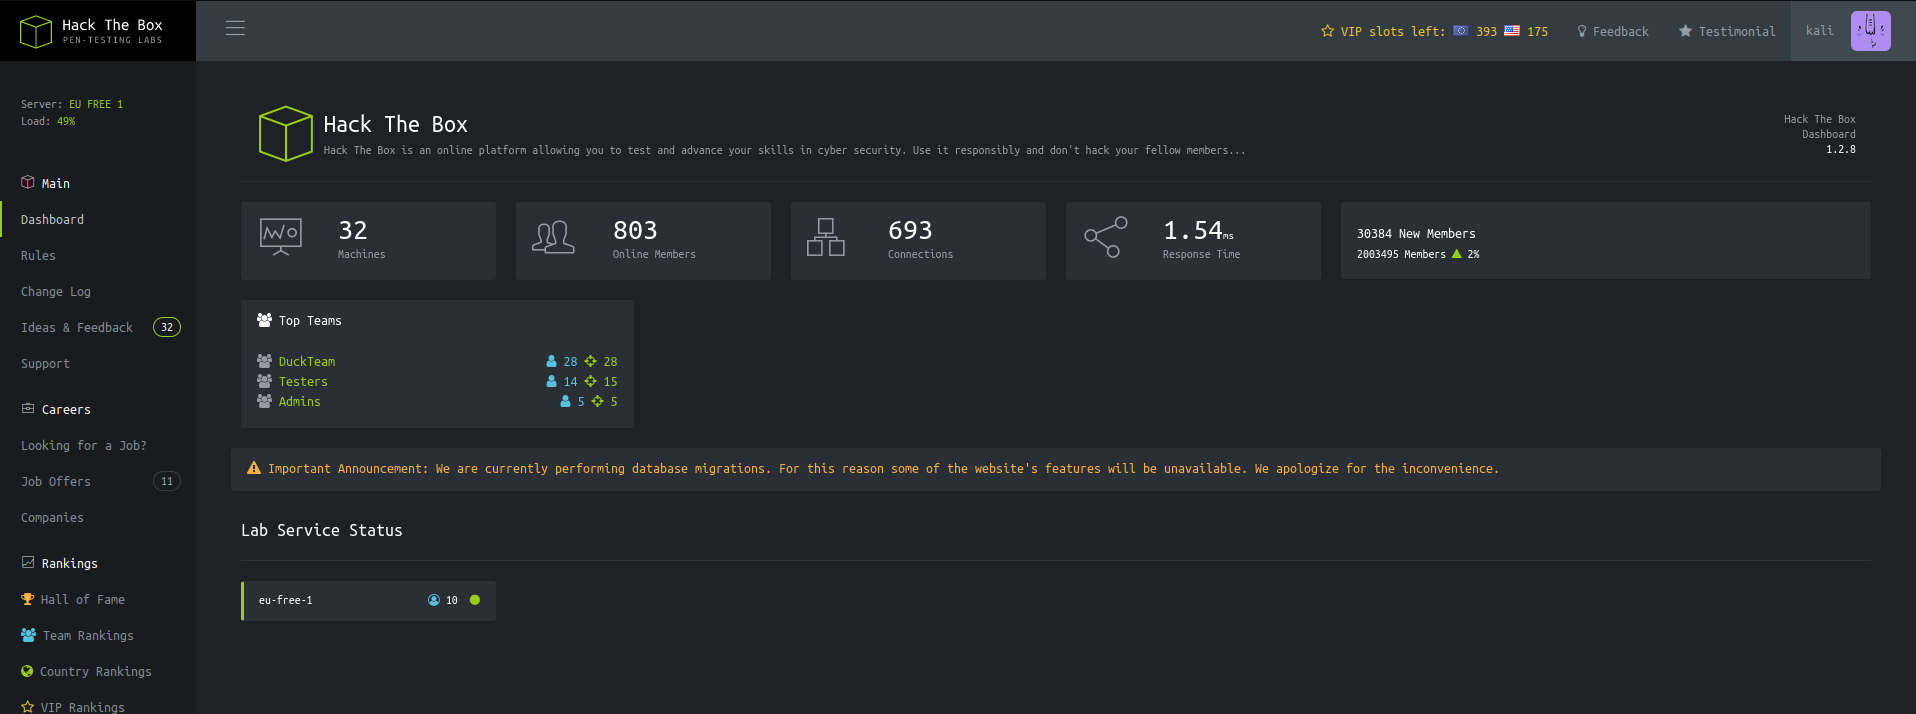 Hack The Box
PEN-TESTING LABS
VIP slots left: 393 175
Feedback
Testimonial
kali
Server: EU FREE 1
Load: 49%
Main
Dashboard
Rules
Change Log
Ideas & Feedback 32
Support
Careers
Looking for a Job?
Job Offers 11
Companies
Rankings
Hall of Fame
Team Rankings
Country Rankings
VIP Rankings
Hack The Box
Hack The Box is an online platform allowing you to test and advance your skills in cyber security. Use it responsibly and don't hack your fellow members...
Hack The Box
Dashboard
1.2.8
32
Machines
803
Online Members
693
Connections
1.54ms
Response Time
30384 New Members
2003495 Members 2%
Top Teams
DuckTeam 28 28
Testers 14 15
Admins 5 5
Important Announcement: We are currently performing database migrations. For this reason some of the website's features will be unavailable. We apologize for the inconvenience.
Lab Service Status
eu-free-1 10